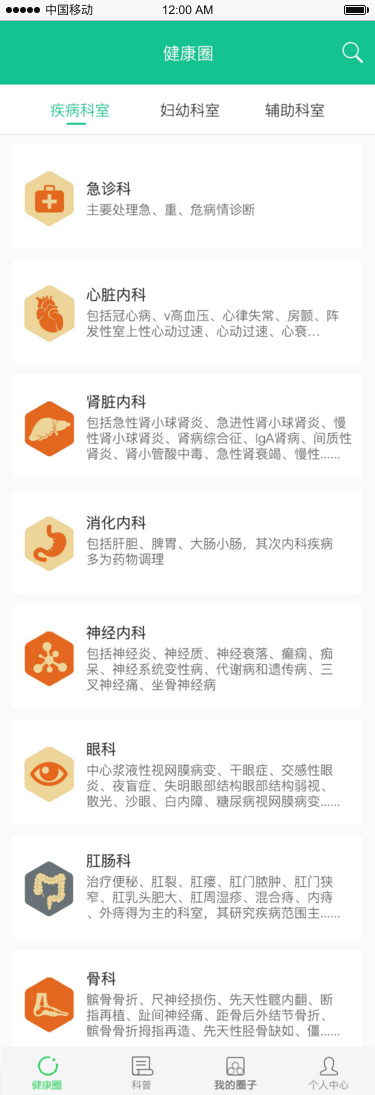 中国移动 12:00 AM
健康圈
疾病科室 妇幼科室 辅助科室
急诊科
主要处理急、重、危病情诊断
心脏内科
包括冠心病、v高血压、心律失常、房颤、阵
发性室上性心动过速、心动过速、心衰...
肾脏内科
包括急性肾小球肾炎、急进性肾小球肾炎、慢
性肾小球肾炎、肾病综合征、IgA肾病、间质性
肾炎、肾小管酸中毒、急性肾衰竭、慢性......
消化内科
包括肝胆、脾胃、大肠小肠，其次内科疾病
多为药物调理
神经内科
包括神经炎、神经质、神经衰落、癫痫、痴
呆、神经系统变性病、代谢病和遗传病、三
叉神经痛、坐骨神经病
眼科
中心浆液性视网膜病变、干眼症、交感性眼
炎、夜盲症、失明眼部结构眼部结构弱视、
散光、沙眼、白内障、糖尿病视网膜病变......
肛肠科
治疗便秘、肛裂、肛瘘、肛门脓肿、肛门狭
窄、肛乳头肥大、肛周湿疹、混合痔、内痔
、外痔得为主的科室，其研究疾病范围主......
骨科
髌骨骨折、尺神经损伤、先天性髋内翻、断
指再植、趾间神经痛、距骨后外结节骨折、
髌骨骨折拇指再造、先天性胫骨缺如、僵......
健康圈 科普 我的圈子 个人中心